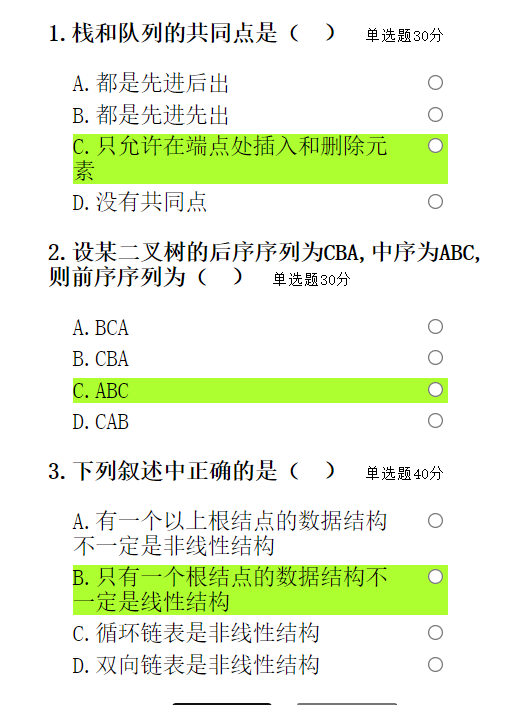 1.栈和队列的共同点是（　）　单选题30分
A.都是先进后出
B.都是先进先出
C.只允许在端点处插入和删除元
素
D.没有共同点
2.设某二叉树的后序序列为CBA,中序为ABC,
则前序序列为（　）　单选题30分
A.BCA
B.CBA
C.ABC
D.CAB
3.下列叙述中正确的是（　）　单选题40分
A.有一个以上根结点的数据结构
不一定是非线性结构
B.只有一个根结点的数据结构不
一定是线性结构
C.循环链表是非线性结构
D.双向链表是非线性结构